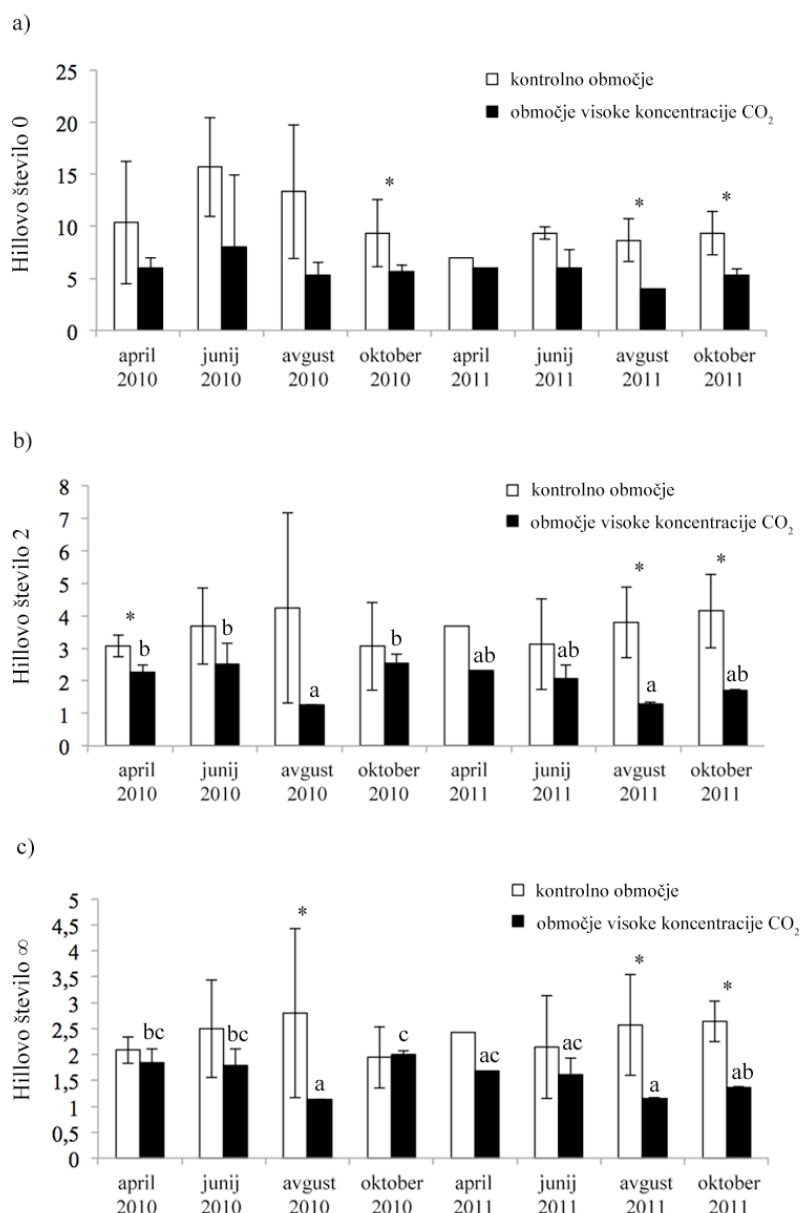 a)
Hillovo število 0
25
20
15
10
5
0
kontrolno območje
območje visoke koncentracije CO₂
*
*
*
april 2010
junij 2010
avgust 2010
oktober 2010
april 2011
junij 2011
avgust 2011
oktober 2011
b)
Hillovo število 2
8
7
6
5
4
3
2
1
0
kontrolno območje
območje visoke koncentracije CO₂
*
*
*
b
b
a
b
ab
ab
a
ab
april 2010
junij 2010
avgust 2010
oktober 2010
april 2011
junij 2011
avgust 2011
oktober 2011
c)
Hillovo število ∞
5
4,5
4
3,5
3
2,5
2
1,5
1
0,5
0
kontrolno območje
območje visoke koncentracije CO₂
*
*
*
bc
bc
a
c
ac
ac
a
ab
april 2010
junij 2010
avgust 2010
oktober 2010
april 2011
junij 2011
avgust 2011
oktober 2011